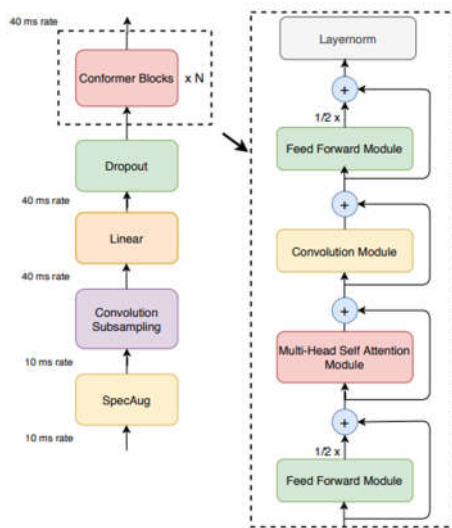 40 ms rate
Conformer Blocks
x N
Dropout
40 ms rate
Linear
40 ms rate
Convolution
Subsampling
10 ms rate
SpecAug
10 ms rate
Layernorm
+
1/2 x
Feed Forward Module
+
Convolution Module
+
Multi-Head Self Attention
Module
+
1/2 x
Feed Forward Module